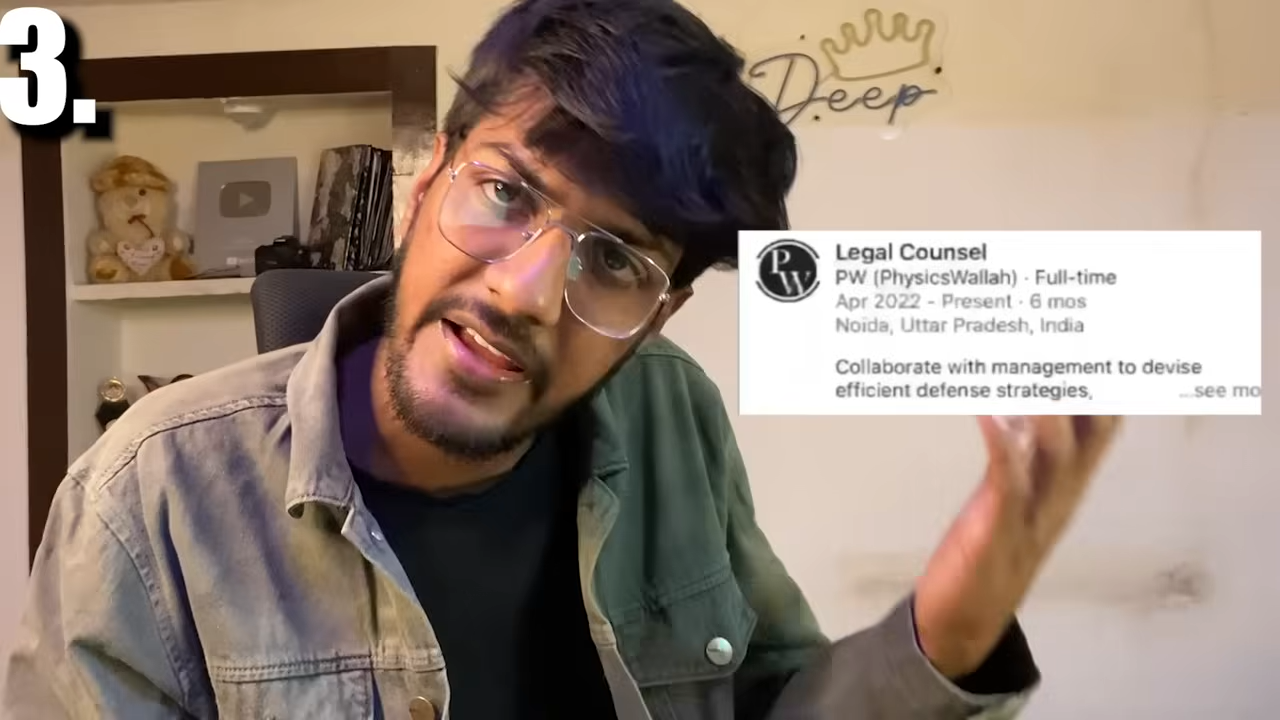 3.
Deep
PW
Legal Counsel
PW (PhysicsWallah) · Full-time
Apr 2022 - Present · 6 mos
Noida, Uttar Pradesh, India
Collaborate with management to devise
efficient defense strategies,
...see mo